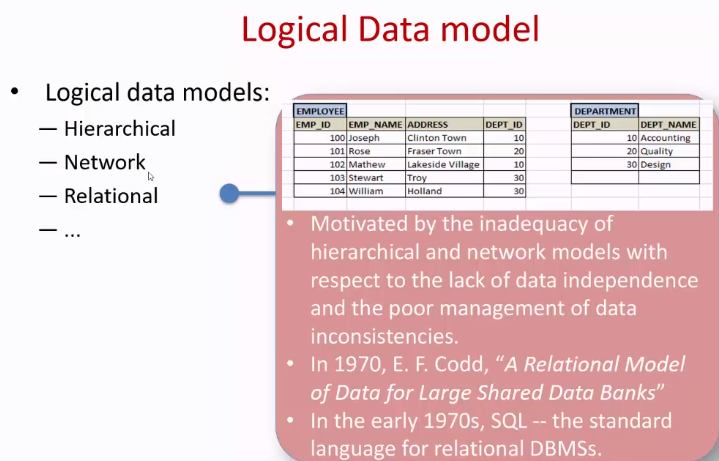 Logical Data model
• Logical data models:
— Hierarchical
— Network
— Relational
— ...
EMPLOYEE
EMP_ID EMP_NAME ADDRESS DEPT_ID
100 Joseph Clinton Town 10
101 Rose Fraser Town 20
102 Mathew Lakeside Village 10
103 Stewart Troy 30
104 William Holland 30
DEPARTMENT
DEPT_ID DEPT_NAME
10 Accounting
20 Quality
30 Design
• Motivated by the inadequacy of
hierarchical and network models with
respect to the lack of data independence
and the poor management of data
inconsistencies.
• In 1970, E. F. Codd, “A Relational Model
of Data for Large Shared Data Banks”
• In the early 1970s, SQL -- the standard
language for relational DBMSs.